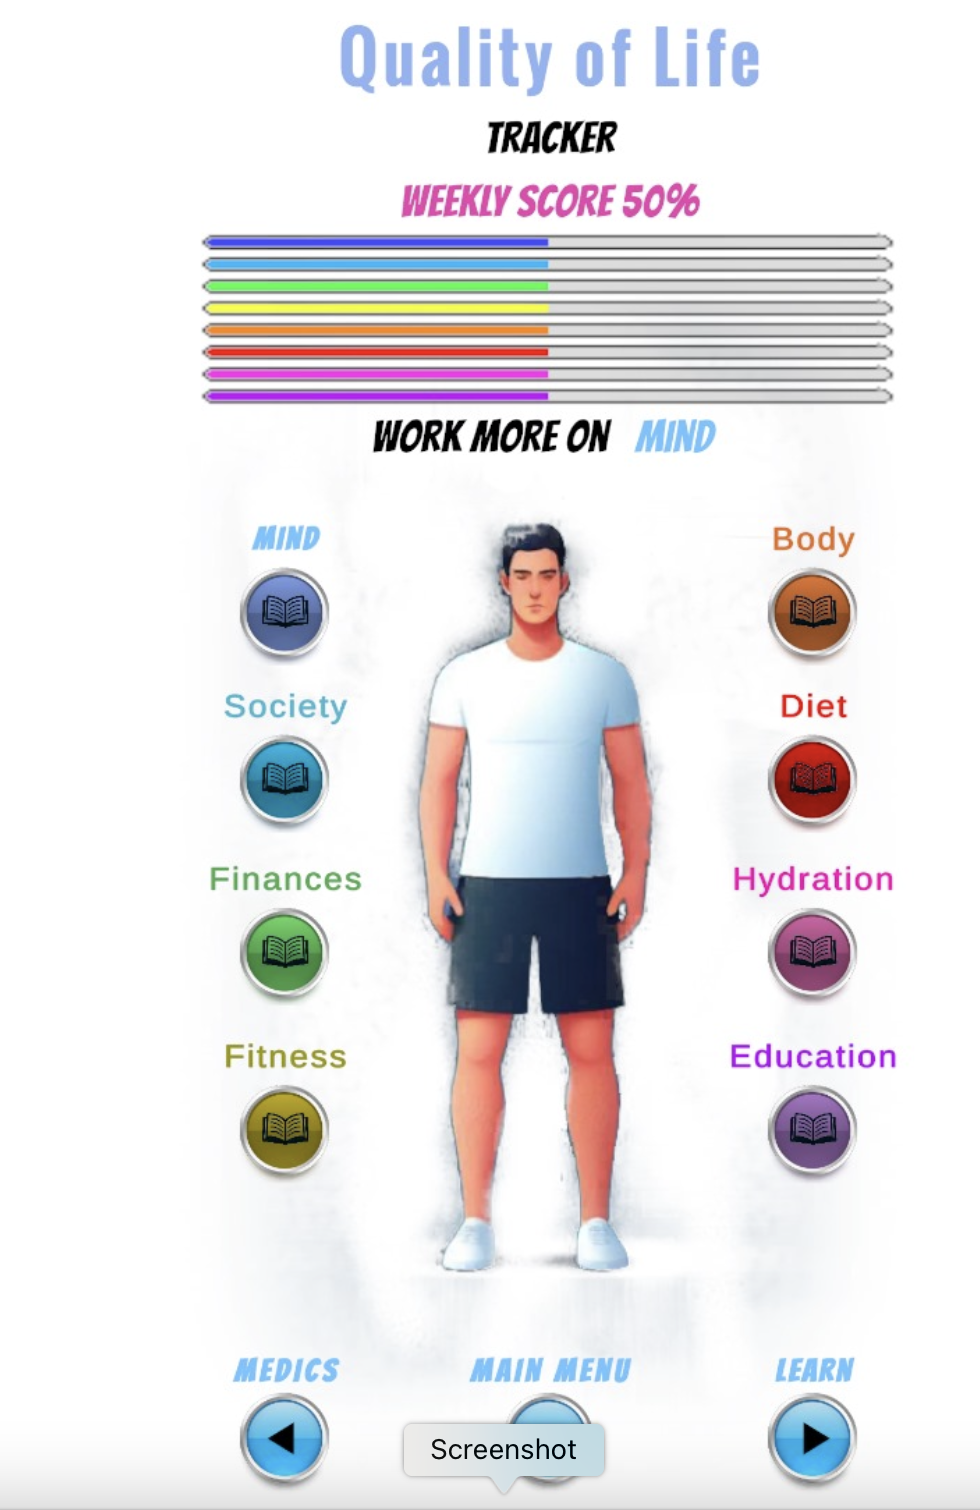 Quality of Life
TRACKER
WEEKLY SCORE 50%
WORK MORE ON MIND
MIND
Body
Society
Diet
Finances
Hydration
Fitness
Education
MEDICS
MAIN MENU
LEARN
Screenshot